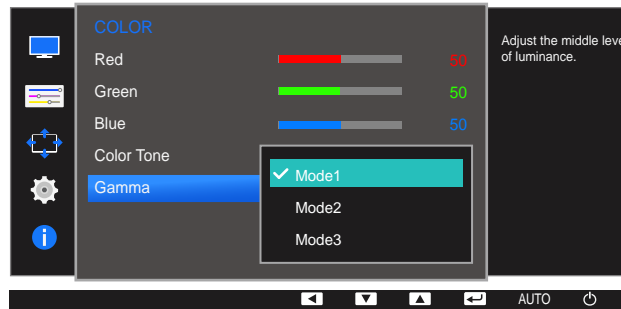 COLOR
Red 50
Green 50
Blue 50
Color Tone
Gamma
Mode1
Mode2
Mode3
Adjust the middle leve
of luminance.
i
AUTO